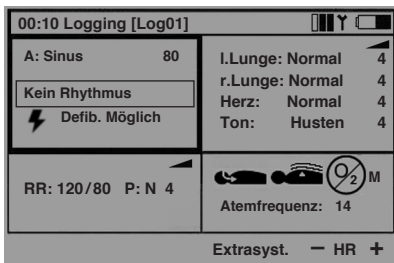 00:10 Logging [Log01]
A: Sinus 80
Kein Rhythmus
Defib. Möglich
l.Lunge: Normal 4
r.Lunge: Normal 4
Herz: Normal 4
Ton: Husten 4
RR: 120/80 P: N 4
O/2 M
Atemfrequenz: 14
Extrasyst. – HR +